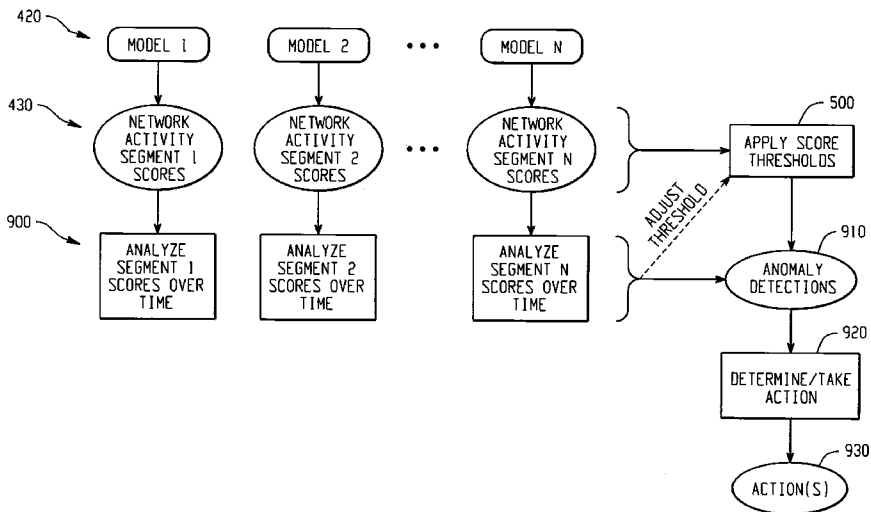 420
MODEL 1
MODEL 2
•••
MODEL N
430
NETWORK
ACTIVITY
SEGMENT 1
SCORES
NETWORK
ACTIVITY
SEGMENT 2
SCORES
•••
NETWORK
ACTIVITY
SEGMENT N
SCORES
500
APPLY SCORE
THRESHOLDS
ADJUST
THRESHOLD
900
ANALYZE
SEGMENT 1
SCORES OVER
TIME
ANALYZE
SEGMENT 2
SCORES OVER
TIME
ANALYZE
SEGMENT N
SCORES OVER
TIME
910
ANOMALY
DETECTIONS
920
DETERMINE/TAKE
ACTION
930
ACTION(S)